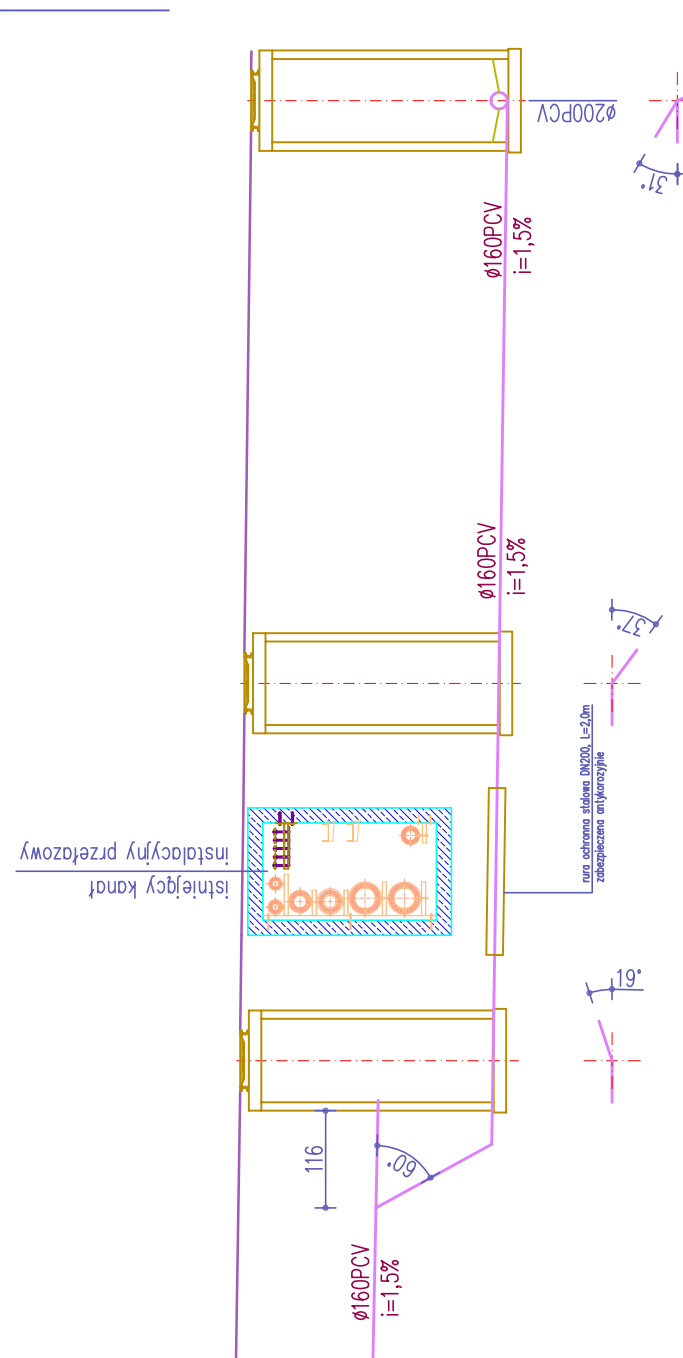 ø200PCV
31°
ø160PCV
i=1,5%
ø160PCV
i=1,5%
37°
rura ochronna stalowa DN200, L=2,0m
zabezpieczena antykorozyjnie
istniejący kanał
instalacyjny przełazowy
19°
116
60°
ø160PCV
i=1,5%